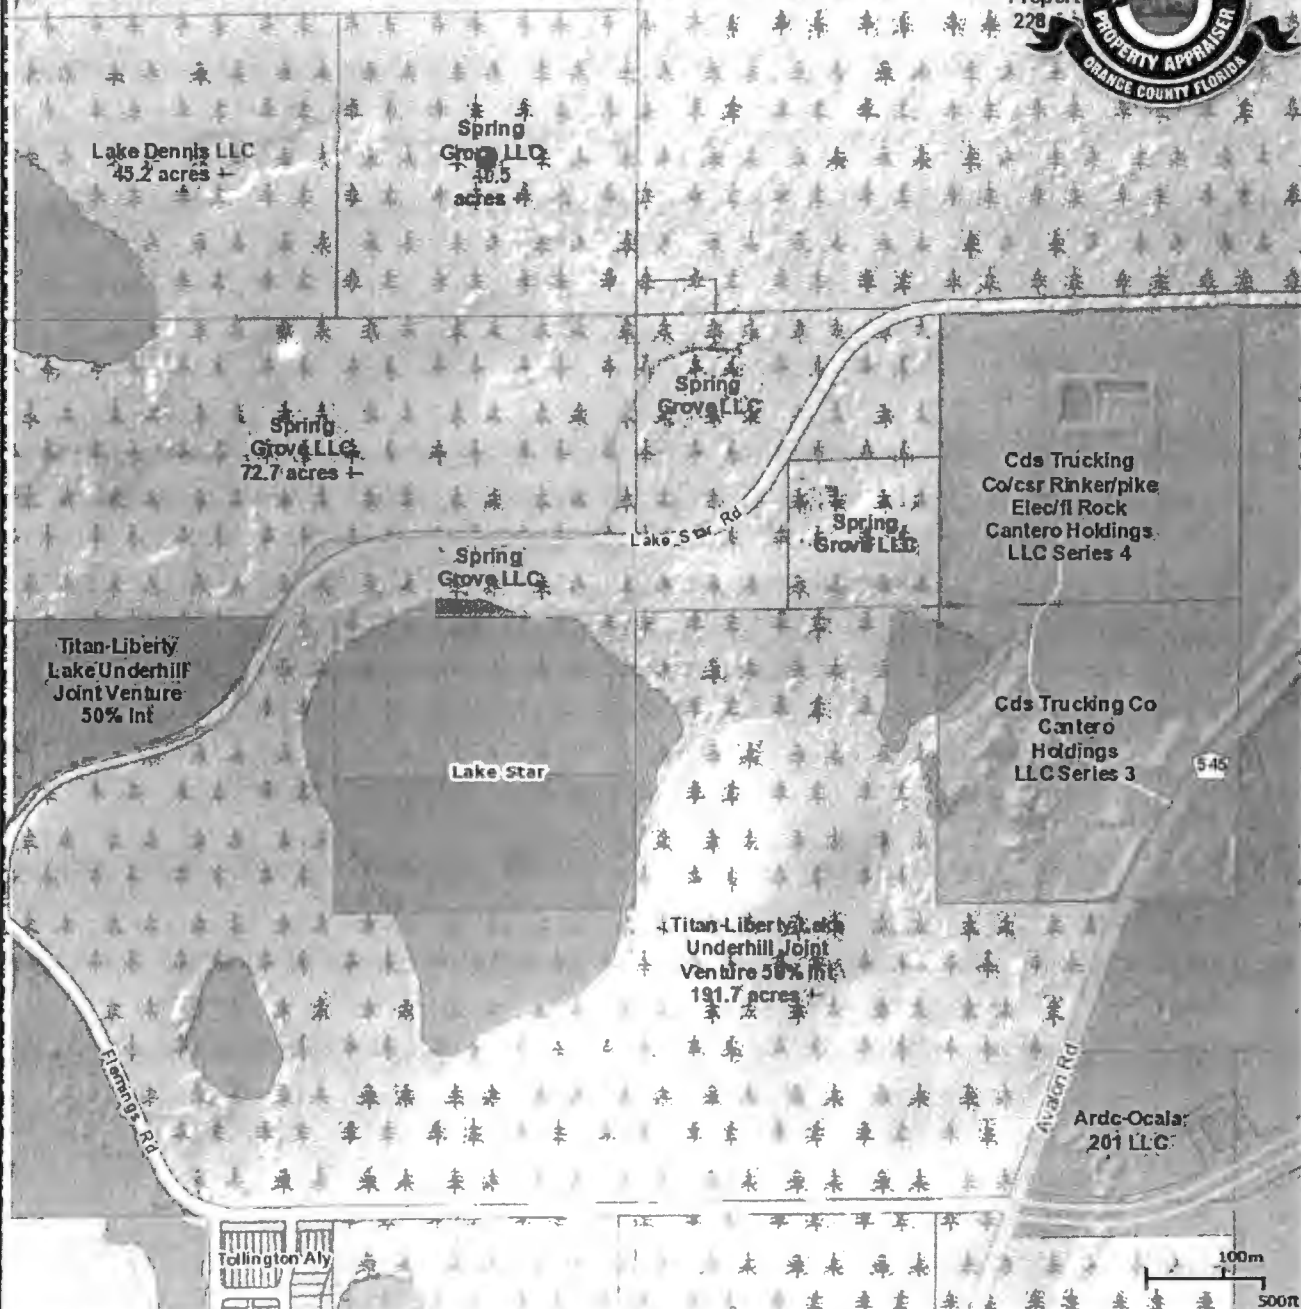 228
PROPERTY APPRAISER
ORANGE COUNTY FLORIDA
Lake Dennis LLC
45.2 acres +-
Spring
Grove LLC
40.5
acres +-
Spring
Grove LLC
Spring
Grove LLC
72.7 acres +-
Cds Trucking
Co/csr Rinker/pike
Elec/fl Rock
Cantero Holdings
LLC Series 4
Lake Star Rd
Spring
Grove LLC
Spring
Grove LLC
Titan-Liberty
Lake Underhill
Joint Venture
50% Int
Cds Trucking Co
Cantero
Holdings
LLC Series 3
545
Lake Star
Titan-Liberty Lake
Underhill Joint
Venture 50% Int
191.7 acres +-
Flemings Rd
Avalon Rd
Ardc-Ocala
201 LLC
Tollington Aly
100m
500ft